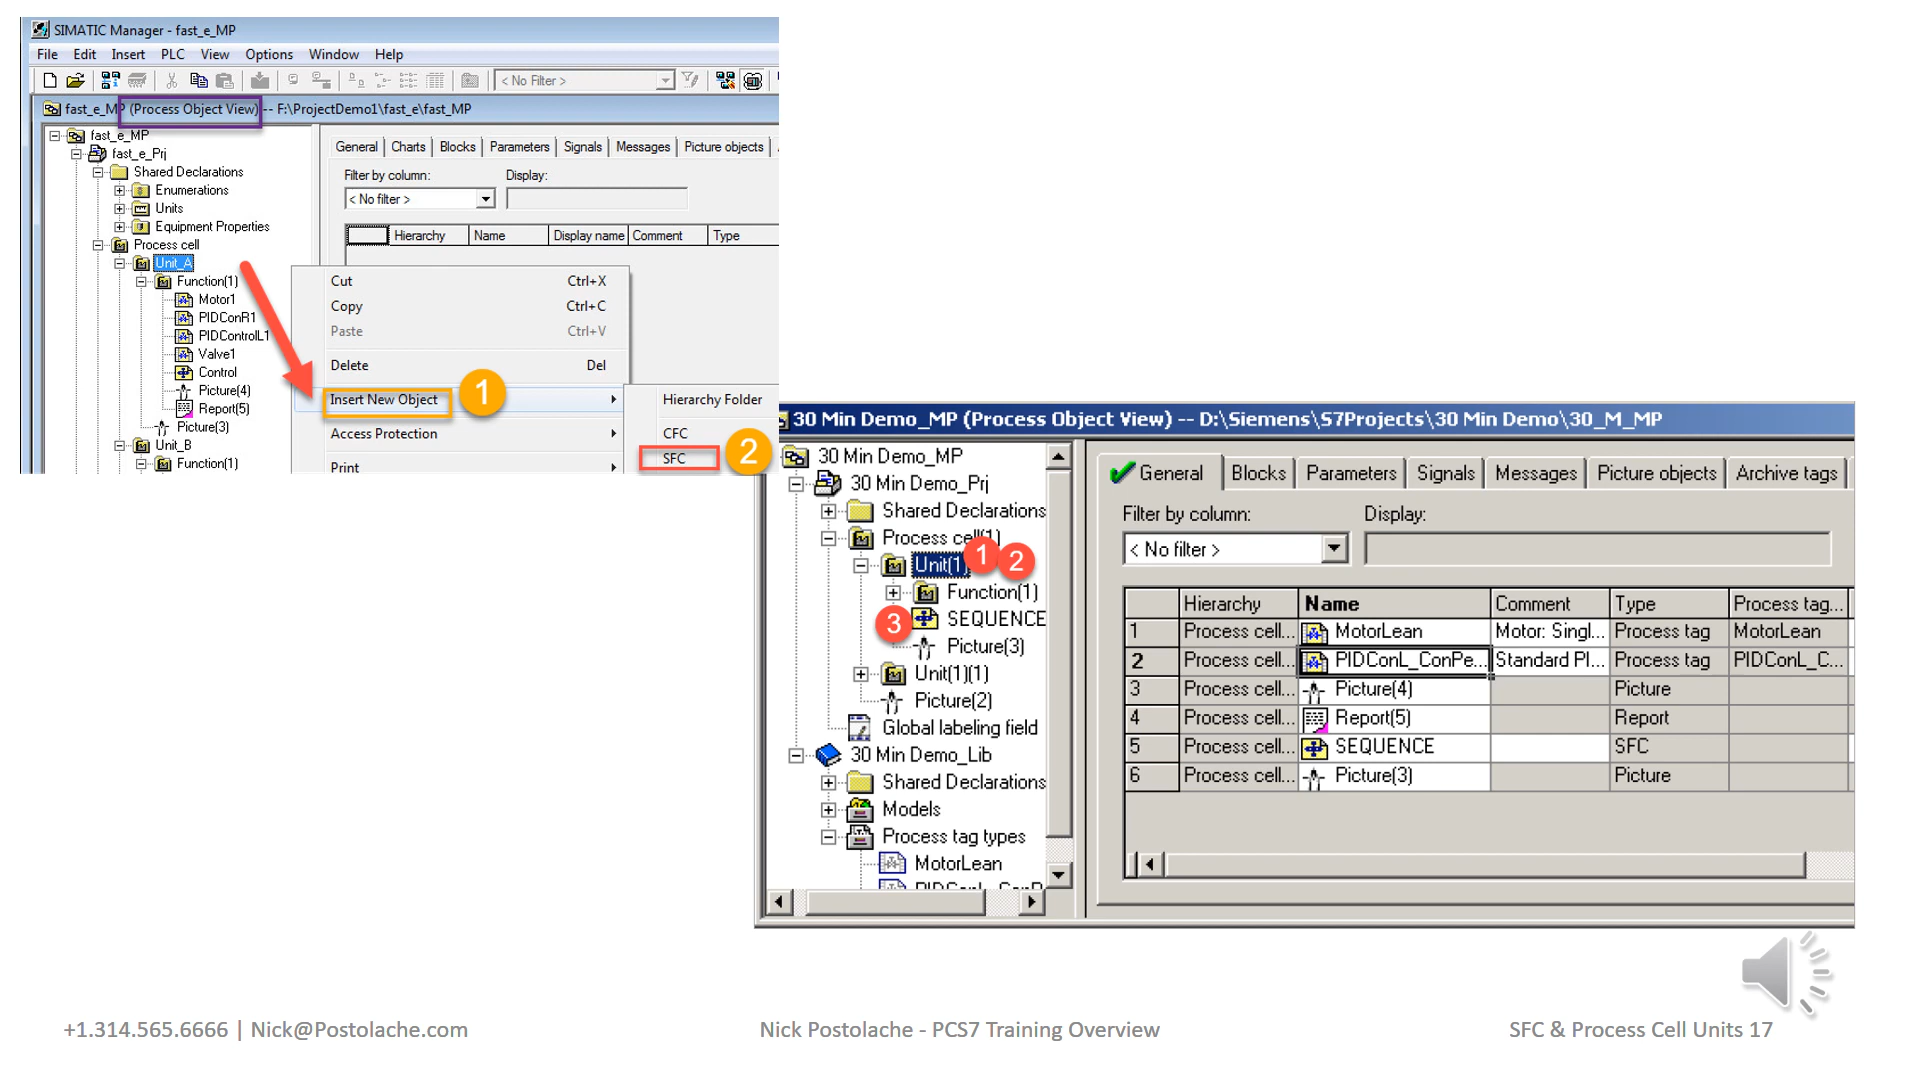 SIMATIC Manager - fast_e_MP
File Edit Insert PLC View Options Window Help
< No Filter >
fast_e_MP (Process Object View) -- F:\ProjectDemo1\fast_e\fast_MP
fast_e_MP
fast_e_Prj
Shared Declarations
Enumerations
Units
Equipment Properties
Process cell
Unit_A
Function(1)
Motor1
PIDConR1
PIDControlL1
Valve1
Control
Picture(4)
Report(5)
Picture(3)
Unit_B
Function(1)
General Charts Blocks Parameters Signals Messages Picture objects
Filter by column: Display:
< No filter >
Hierarchy Name Display name Comment Type
Cut Ctrl+X
Copy Ctrl+C
Paste Ctrl+V
Delete Del
Insert New Object 1
Access Protection
Print
Hierarchy Folder
CFC
SFC 2
30 Min Demo_MP (Process Object View) -- D:\Siemens\S7Projects\30 Min Demo\30_M_MP
30 Min Demo_MP
30 Min Demo_Prj
Shared Declarations
Process cell(1)
Unit(1) 1 2
Function(1)
3 SEQUENCE
Picture(3)
Unit(1)(1)
Picture(2)
Global labeling field
30 Min Demo_Lib
Shared Declarations
Models
Process tag types
MotorLean
General Blocks Parameters Signals Messages Picture objects Archive tags
Filter by column: Display:
< No filter >
Hierarchy Name Comment Type Process tag...
1 Process cell... MotorLean Motor: Singl... Process tag MotorLean
2 Process cell... PIDConL_ConPe... Standard PI... Process tag PIDConL_C...
3 Process cell... Picture(4) Picture
4 Process cell... Report(5) Report
5 Process cell... SEQUENCE SFC
6 Process cell... Picture(3) Picture
+1.314.565.6666 | Nick@Postolache.com
Nick Postolache - PCS7 Training Overview
SFC & Process Cell Units 17